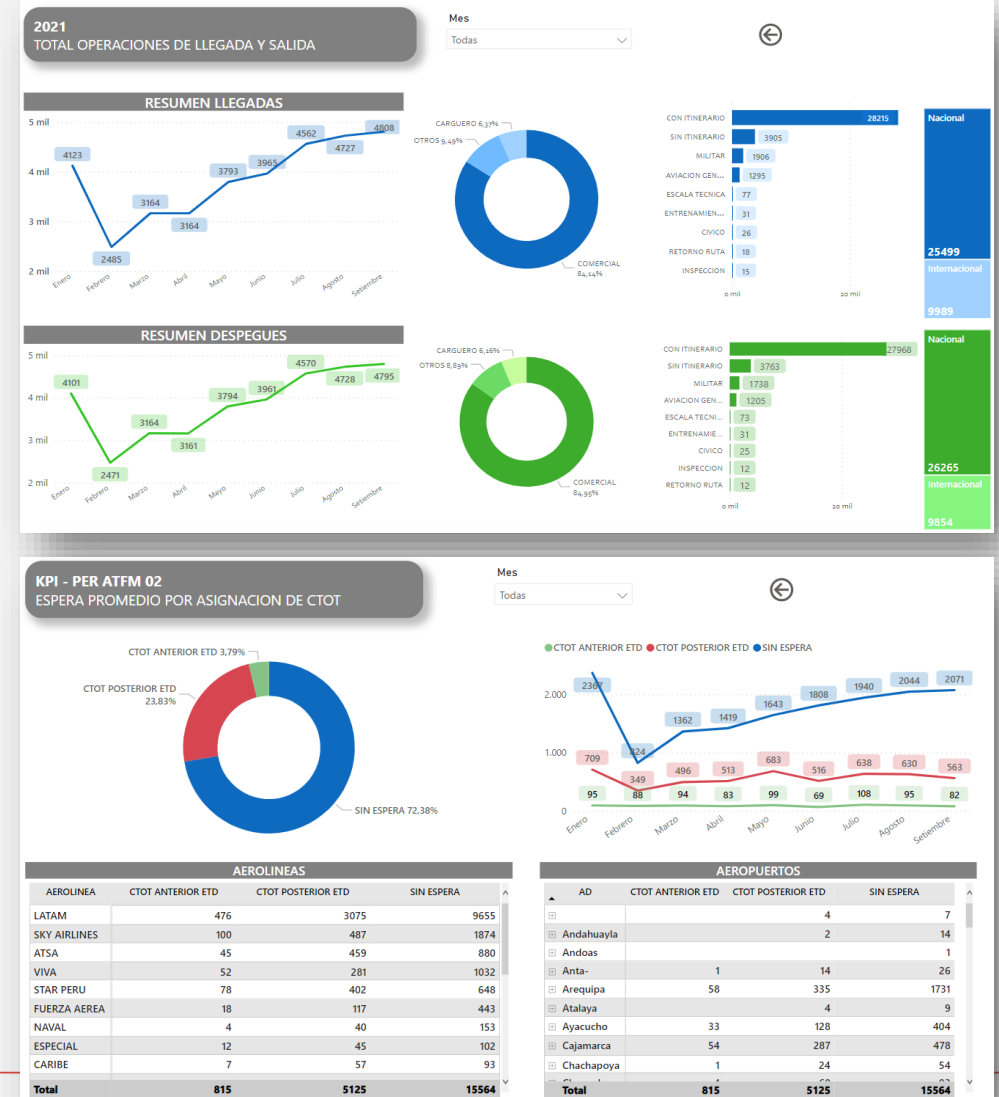 2021
TOTAL OPERACIONES DE LLEGADA Y SALIDA
Mes
Todas
RESUMEN LLEGADAS
5 mil
4 mil
3 mil
2 mil
4123
2485
3164
3164
3793
3965
4562
4727
4808
Enero
Febrero
Marzo
Abril
Mayo
Junio
Julio
Agosto
Setiembre
CARGUERO 6,37%
OTROS 9,49%
COMERCIAL
84,14%
CON ITINERARIO 28215
SIN ITINERARIO 3905
MILITAR 1906
AVIACION GEN... 1295
ESCALA TECNICA 77
ENTRENAMIEN... 31
CIVICO 26
RETORNO RUTA 18
INSPECCION 15
0 mil 20 mil
Nacional
25499
Internacional
9989
RESUMEN DESPEGUES
5 mil
4 mil
3 mil
2 mil
4101
2471
3164
3161
3794
3961
4570
4728
4795
Enero
Febrero
Marzo
Abril
Mayo
Junio
Julio
Agosto
Setiembre
CARGUERO 6,16%
OTROS 8,89%
COMERCIAL
84,95%
CON ITINERARIO 27968
SIN ITINERARIO 3763
MILITAR 1738
AVIACION GEN... 1205
ESCALA TECNI... 73
ENTRENAMIE... 31
CIVICO 25
INSPECCION 12
RETORNO RUTA 12
0 mil 20 mil
Nacional
26265
Internacional
9854
KPI - PER ATFM 02
ESPERA PROMEDIO POR ASIGNACION DE CTOT
Mes
Todas
CTOT ANTERIOR ETD 3,79%
CTOT POSTERIOR ETD
23,83%
SIN ESPERA 72,38%
CTOT ANTERIOR ETD CTOT POSTERIOR ETD SIN ESPERA
2.000
1.000
0
2367 824 1362 1419 1643 1808 1940 2044 2071
709 349 496 513 683 516 638 630 563
95 88 94 83 99 69 108 95 82
Enero
Febrero
Marzo
Abril
Mayo
Junio
Julio
Agosto
Setiembre
AEROLINEAS
AEROLINEA CTOT ANTERIOR ETD CTOT POSTERIOR ETD SIN ESPERA
LATAM 476 3075 9655
SKY AIRLINES 100 487 1874
ATSA 45 459 880
VIVA 52 281 1032
STAR PERU 78 402 648
FUERZA AEREA 18 117 443
NAVAL 4 40 153
ESPECIAL 12 45 102
CARIBE 7 57 93
Total 815 5125 15564
AEROPUERTOS
AD CTOT ANTERIOR ETD CTOT POSTERIOR ETD SIN ESPERA
4 7
Andahuayla 2 14
Andoas 1
Anta- 1 14 26
Arequipa 58 335 1731
Atalaya 4 9
Ayacucho 33 128 404
Cajamarca 54 287 478
Chachapoya 1 24 54
Total 815 5125 15564